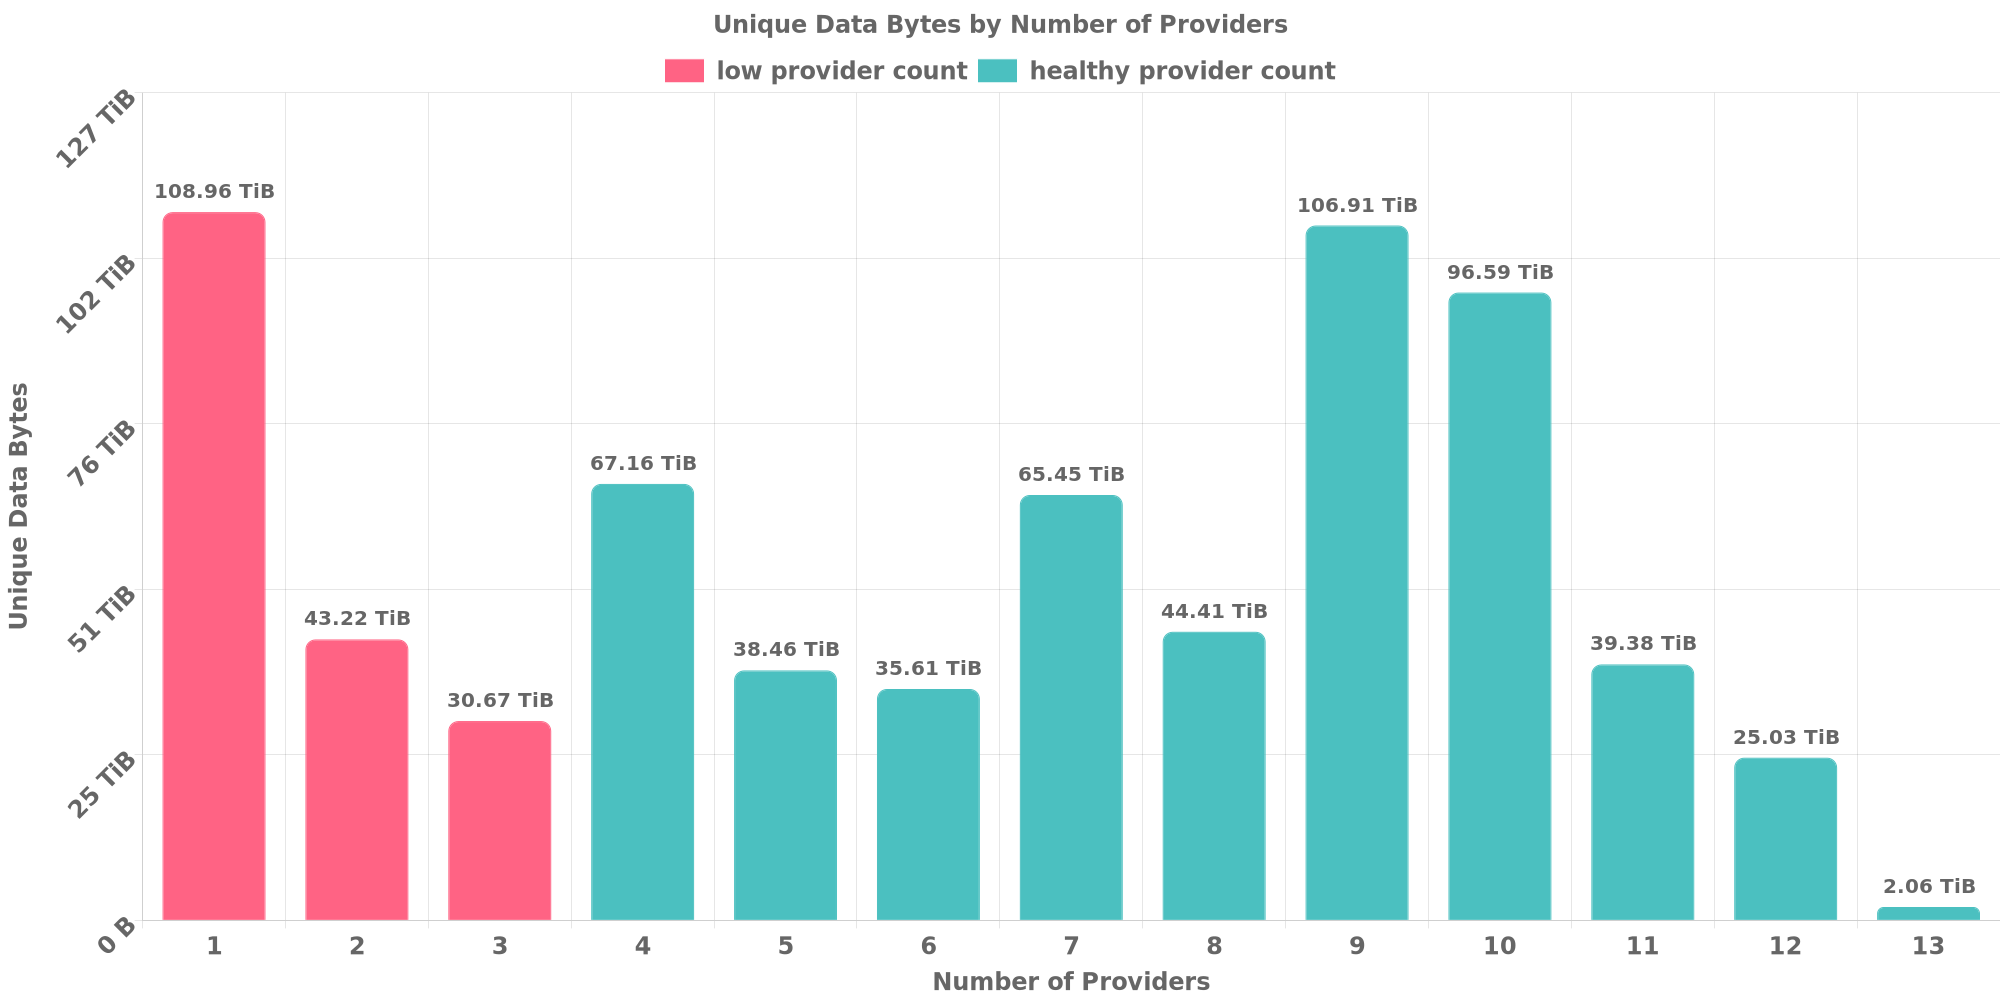 Unique Data Bytes by Number of Providers
low provider count healthy provider count
127 TiB
102 TiB
76 TiB
51 TiB
25 TiB
0 B
Unique Data Bytes
108.96 TiB
43.22 TiB
30.67 TiB
67.16 TiB
38.46 TiB
35.61 TiB
65.45 TiB
44.41 TiB
106.91 TiB
96.59 TiB
39.38 TiB
25.03 TiB
2.06 TiB
1 2 3 4 5 6 7 8 9 10 11 12 13
Number of Providers